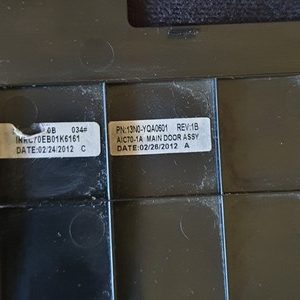 0B 034#
DATE:02/24/2012 C
PN:13N0-YQA0601 REV:1B
AIC70-1A MAIN DOOR ASSY
DATE:02/26/2012 A